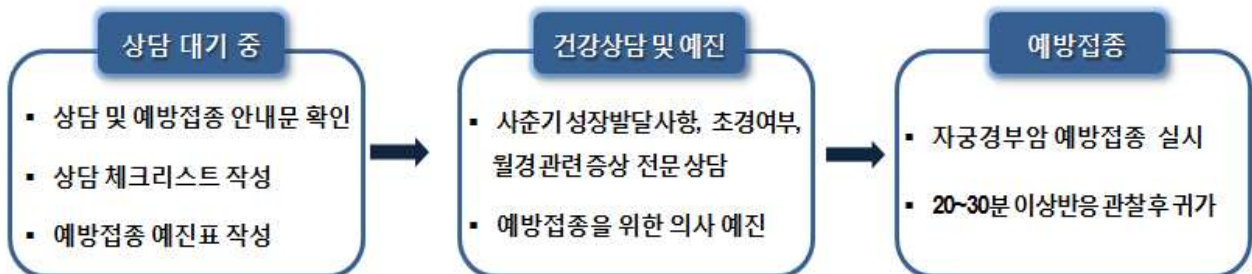 상담 대기 중
▪ 상담 및 예방접종 안내문 확인
▪ 상담 체크리스트 작성
▪ 예방접종 예진표 작성
건강상담 및 예진
▪ 사춘기 성장발달사항, 초경여부,
월경 관련 증상 전문 상담
▪ 예방접종을 위한 의사 예진
예방접종
▪ 자궁경부암 예방접종 실시
▪ 20~30분 이상반응 관찰 후 귀가